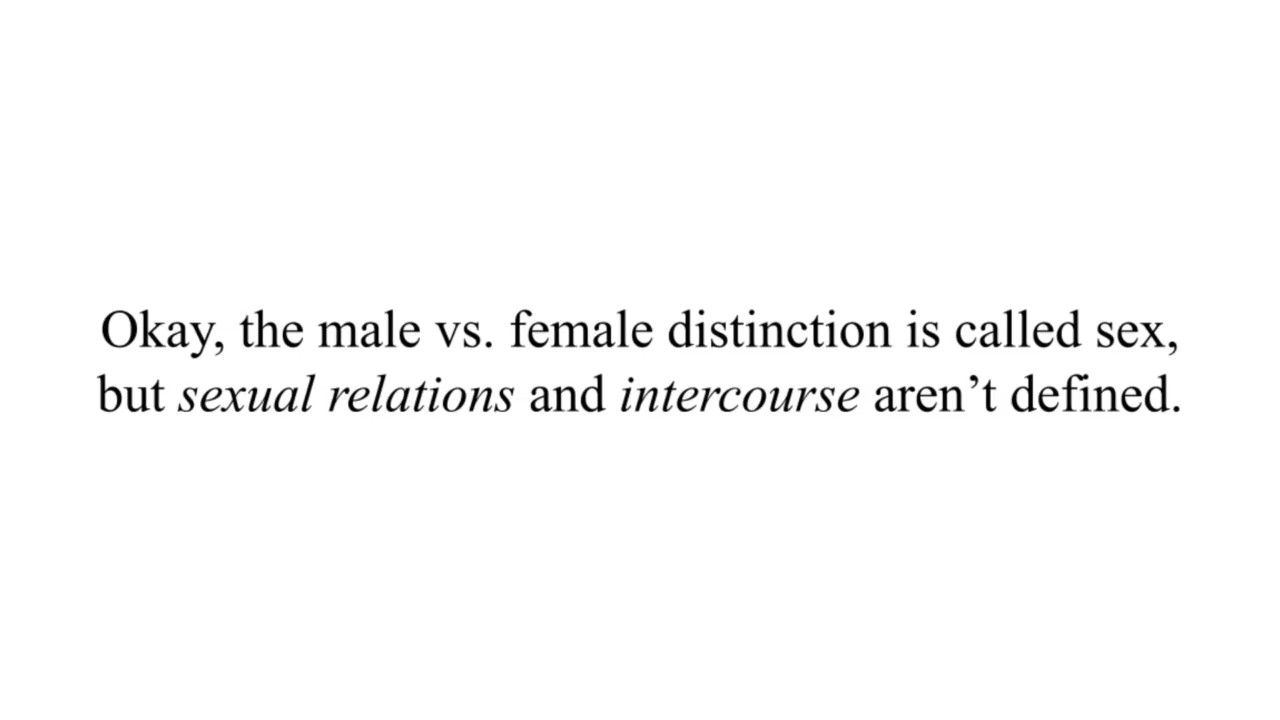 Okay, the male vs. female distinction is called sex,
but sexual relations and intercourse aren’t defined.